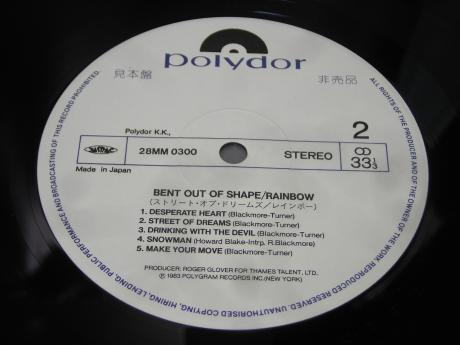 polydor
見本盤
非売品
Polydor K.K.,
28MM 0300
STEREO
2
CD
33⅓
Made in Japan
BENT OUT OF SHAPE/RAINBOW
(ストリート・オブ・ドリームズ/レインボー)
1. DESPERATE HEART (Blackmore-Turner)
2. STREET OF DREAMS (Blackmore-Turner)
3. DRINKING WITH THE DEVIL (Blackmore-Turner)
4. SNOWMAN (Howard Blake-Intrp. R.Blackmore)
5. MAKE YOUR MOVE (Blackmore-Turner)
PRODUCER: ROGER GLOVER FOR THAMES TALENT, LTD.
Ⓟ 1983 POLYGRAM RECORDS INC.(NEW YORK)
ALL RIGHTS OF THE PRODUCER AND OF THE OWNER OF THE WORK REPRODUCED RESERVED. UNAUTHORISED COPYING, HIRING, LENDING, PUBLIC PERFORMANCE AND BROADCASTING OF THIS RECORD PROHIBITED.